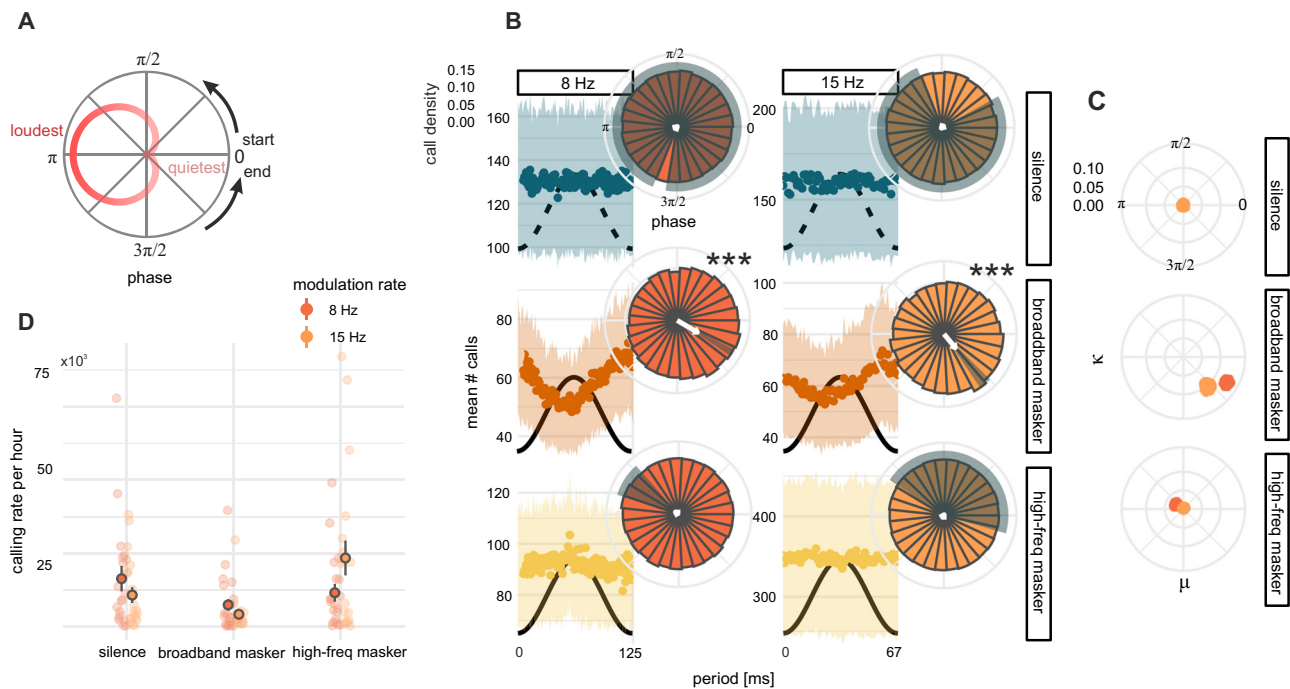 A
π/2
loudest
π
start
0
end
quietest
3π/2
phase
B
call density
0.15
0.10
0.05
0.00
8 Hz
π/2
π
0
3π/2
phase
15 Hz
silence
160
140
120
100
200
150
mean # calls
***
***
broadband masker
80
60
40
100
80
60
40
high-freq masker
120
100
80
400
300
0
125
0
67
period [ms]
C
0.10
0.05
0.00
π/2
π
0
3π/2
silence
κ
broadband masker
high-freq masker
μ
D
modulation rate
8 Hz
15 Hz
x10³
calling rate per hour
75
50
25
silence
broadband masker
high-freq masker